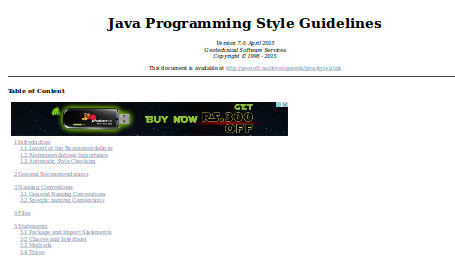 Java Programming Style Guidelines
Version 7.0, April 2015
Geotechnical Software Services
Copyright © 1998 - 2015
This document is available at http://geosoft.no/development/javastyle.html
Table of Content
BUY NOW
GET
RS.300
OFF
1 Introduction
1.1 Layout of the Recommendations
1.2 Recommendations Importance
1.3 Automatic Style Checking
2 General Recommendations
3 Naming Conventions
3.1 General Naming Conventions
3.2 Specific naming Conventions
4 Files
5 Statements
5.1 Package and Import Statements
5.2 Classes and Interfaces
5.3 Methods
5.4 Types